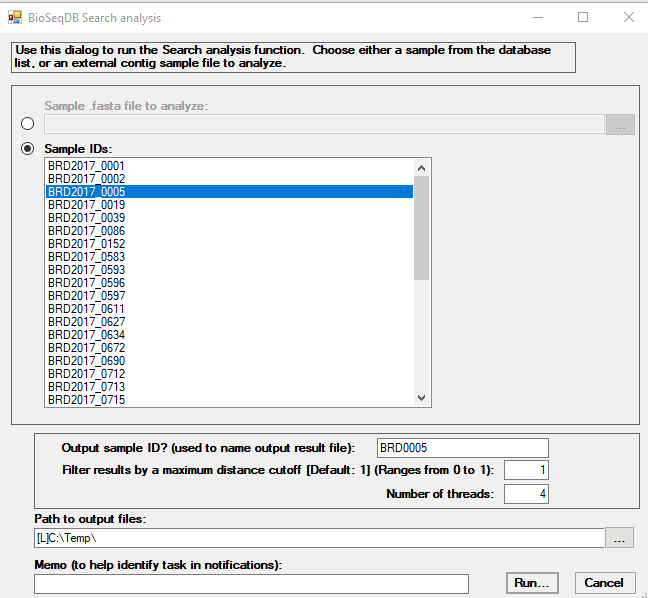 BioSeqDB Search analysis
Use this dialog to run the Search analysis function. Choose either a sample from the database
list, or an external contig sample file to analyze.
Sample .fasta file to analyze:
...
Sample IDs:
BRD2017_0001
BRD2017_0002
BRD2017_0005
BRD2017_0019
BRD2017_0039
BRD2017_0086
BRD2017_0152
BRD2017_0583
BRD2017_0593
BRD2017_0596
BRD2017_0597
BRD2017_0611
BRD2017_0627
BRD2017_0634
BRD2017_0672
BRD2017_0690
BRD2017_0712
BRD2017_0713
BRD2017_0715
Output sample ID? (used to name output result file): BRD0005
Filter results by a maximum distance cutoff [Default: 1] (Ranges from 0 to 1): 1
Number of threads: 4
Path to output files:
[L]C:\Temp\ ...
Memo (to help identify task in notifications):
Run... Cancel